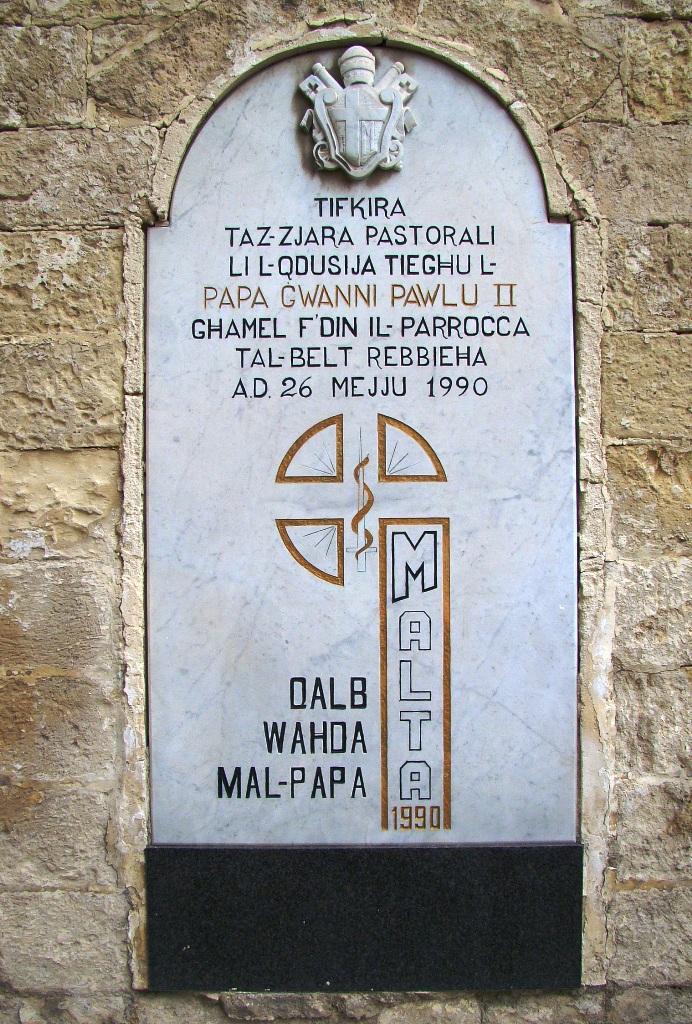 TIFKIRA
TAZ-ZJARA PASTORALI
LI L-QDUSIJA TIEGHU L-
PAPA ĠWANNI PAWLU II
GHAMEL F'DIN IL-PARROCCA
TAL-BELT REBBIEHA
A.D. 26 MEJJU 1990
QALB
WAHDA
MAL-PAPA
MALTA
1990